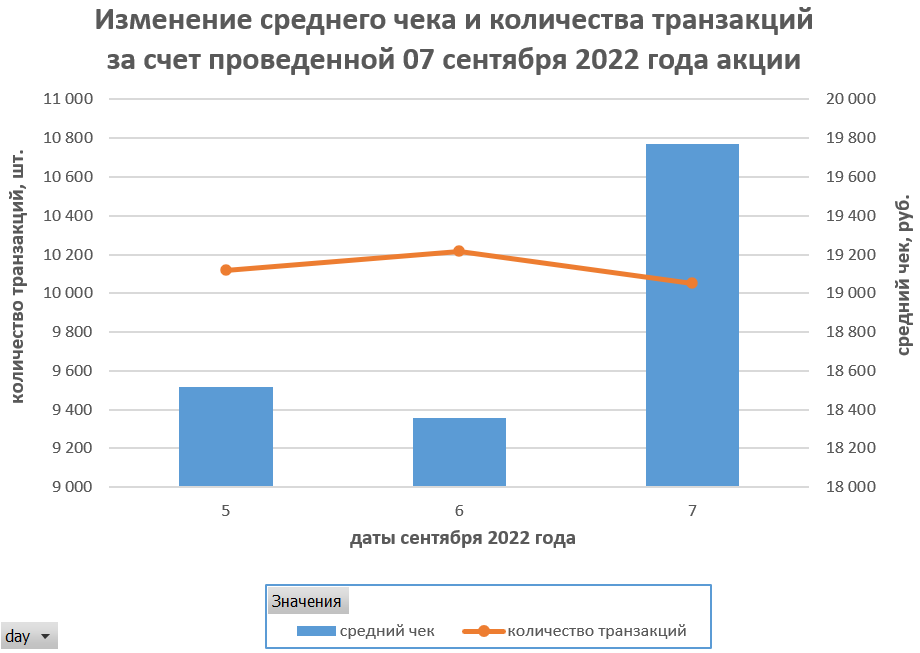 Изменение среднего чека и количества транзакций
за счет проведенной 07 сентября 2022 года акции
количество транзакций, шт.
11 000
10 800
10 600
10 400
10 200
10 000
9 800
9 600
9 400
9 200
9 000
20 000
19 800
19 600
19 400
19 200
19 000
18 800
18 600
18 400
18 200
18 000
средний чек, руб.
5 6 7
даты сентября 2022 года
Значения
средний чек количество транзакций
day